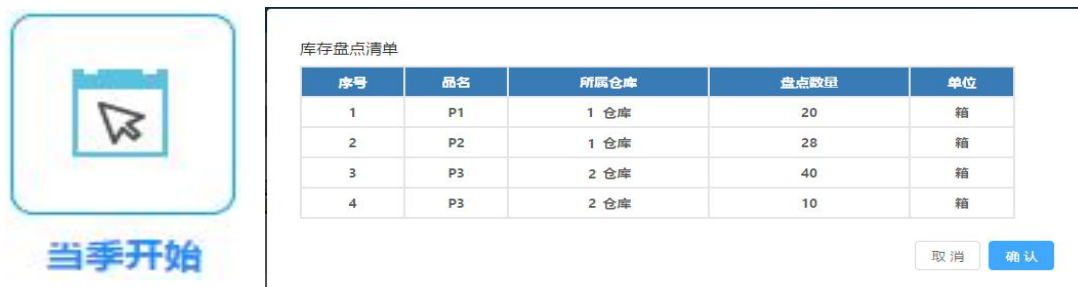 当季开始
库存盘点清单
序号 品名 所属仓库 盘点数量 单位
1 P1 1 仓库 20 箱
2 P2 1 仓库 28 箱
3 P3 2 仓库 40 箱
4 P3 2 仓库 10 箱
取消 确认